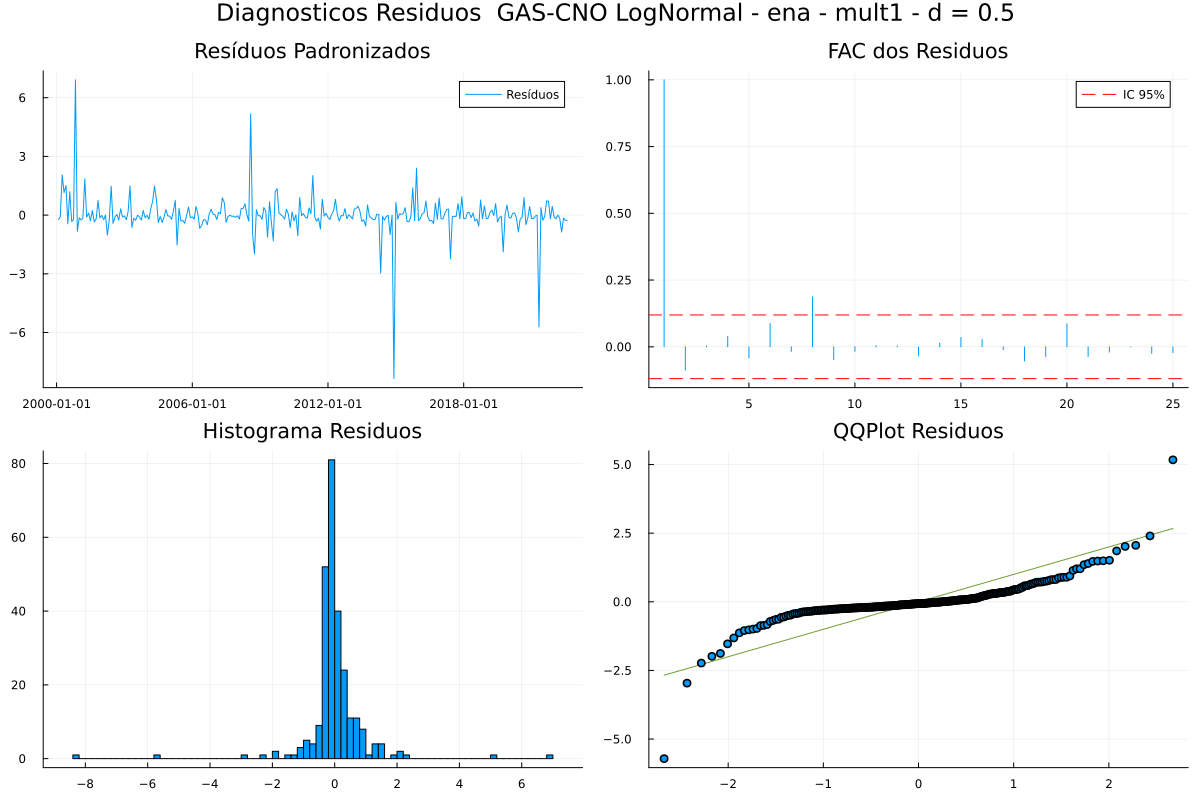 Diagnosticos Residuos  GAS-CNO LogNormal - ena - mult1 - d = 0.5
Resíduos Padronizados
6
3
0
−3
−6
Resíduos
2000-01-01 2006-01-01 2012-01-01 2018-01-01
FAC dos Residuos
1.00
0.75
0.50
0.25
0.00
IC 95%
5 10 15 20 25
Histograma Residuos
80
60
40
20
0
−8 −6 −4 −2 0 2 4 6
QQPlot Residuos
5.0
2.5
0.0
−2.5
−5.0
−2 −1 0 1 2